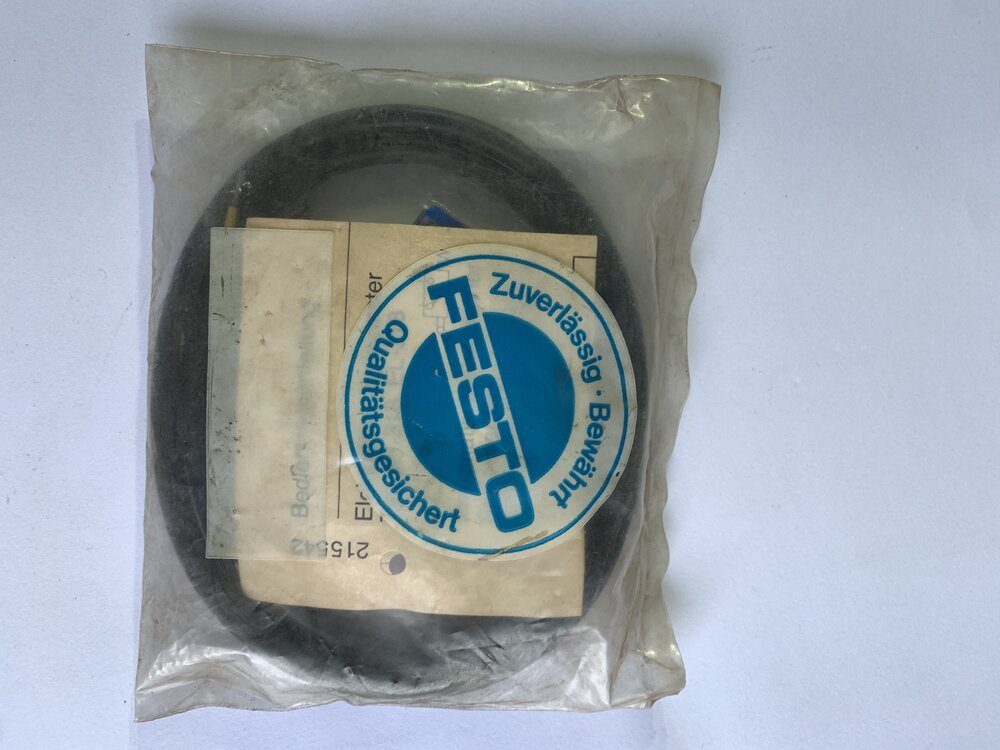 Zuverlässig · Bewährt
FESTO
Qualitätsgesichert
215542